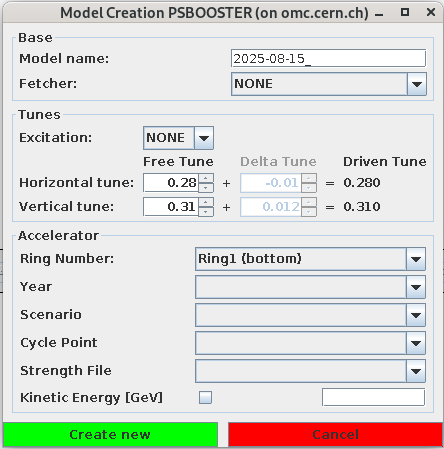 Model Creation PSBOOSTER (on omc.cern.ch)
Base
Model name: 2025-08-15_
Fetcher: NONE
Tunes
Excitation: NONE
Free Tune Delta Tune Driven Tune
Horizontal tune: 0.28 + -0.01 = 0.280
Vertical tune: 0.31 + 0.012 = 0.310
Accelerator
Ring Number: Ring1 (bottom)
Year
Scenario
Cycle Point
Strength File
Kinetic Energy [GeV]
Create new Cancel